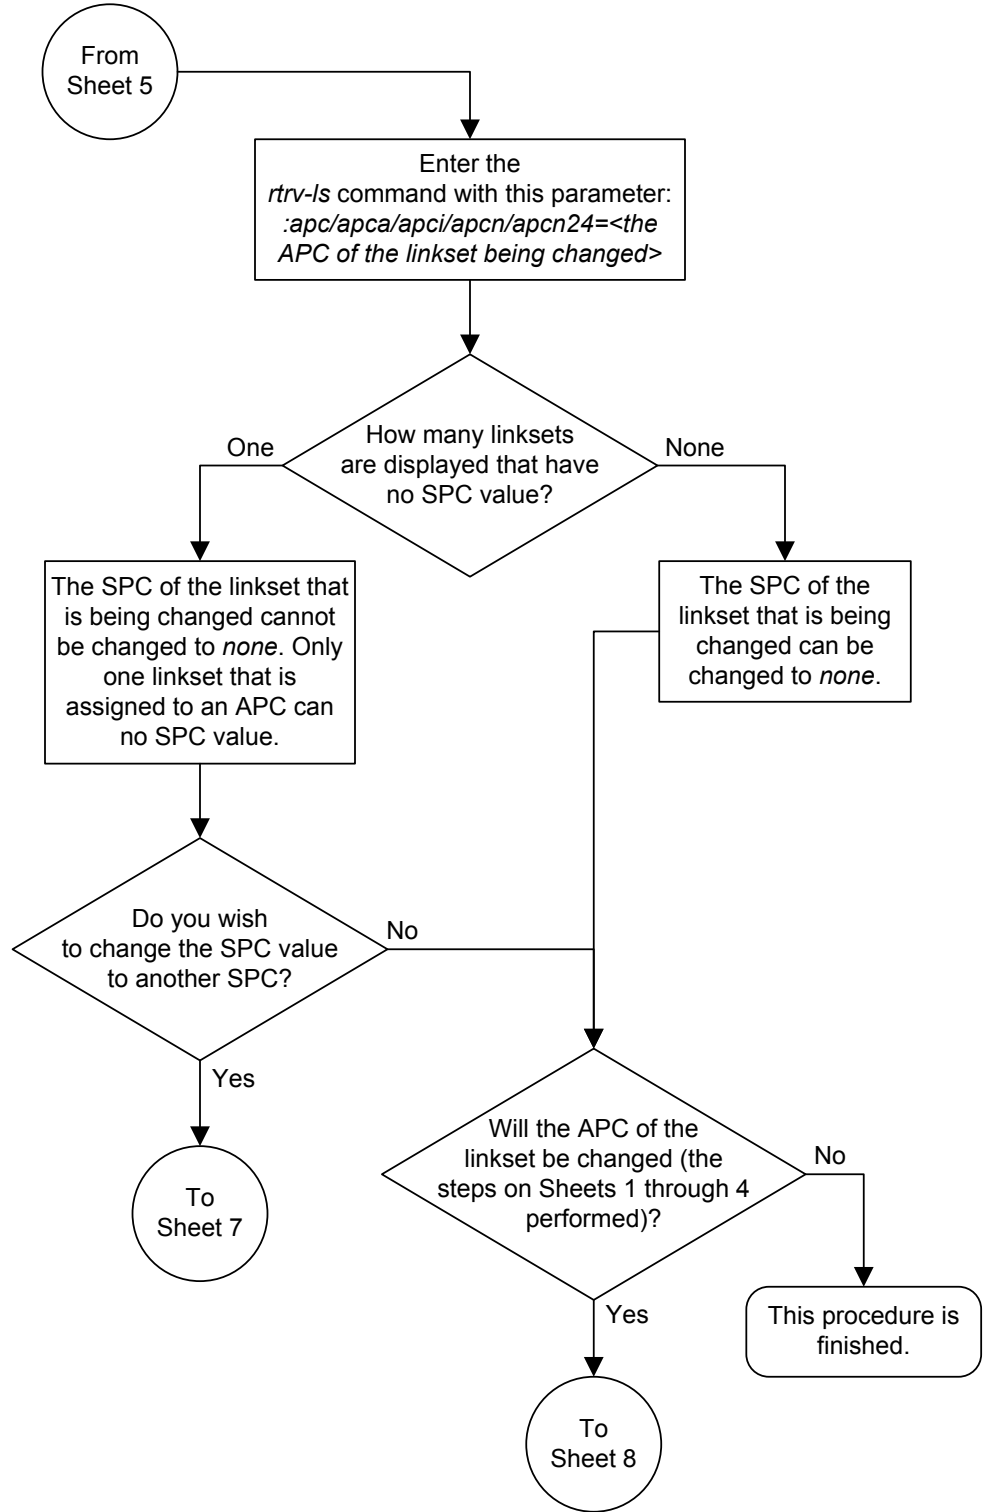 From
Sheet 5
Enter the
rtrv-ls command with this parameter:
:apc/apca/apci/apcn/apcn24=<the
APC of the linkset being changed>
How many linksets
are displayed that have
no SPC value?
One
None
The SPC of the linkset that
is being changed cannot
be changed to none. Only
one linkset that is
assigned to an APC can
no SPC value.
The SPC of the
linkset that is being
changed can be
changed to none.
Do you wish
to change the SPC value
to another SPC?
No
Yes
To
Sheet 7
Will the APC of the
linkset be changed (the
steps on Sheets 1 through 4
performed)?
No
Yes
This procedure is
finished.
To
Sheet 8